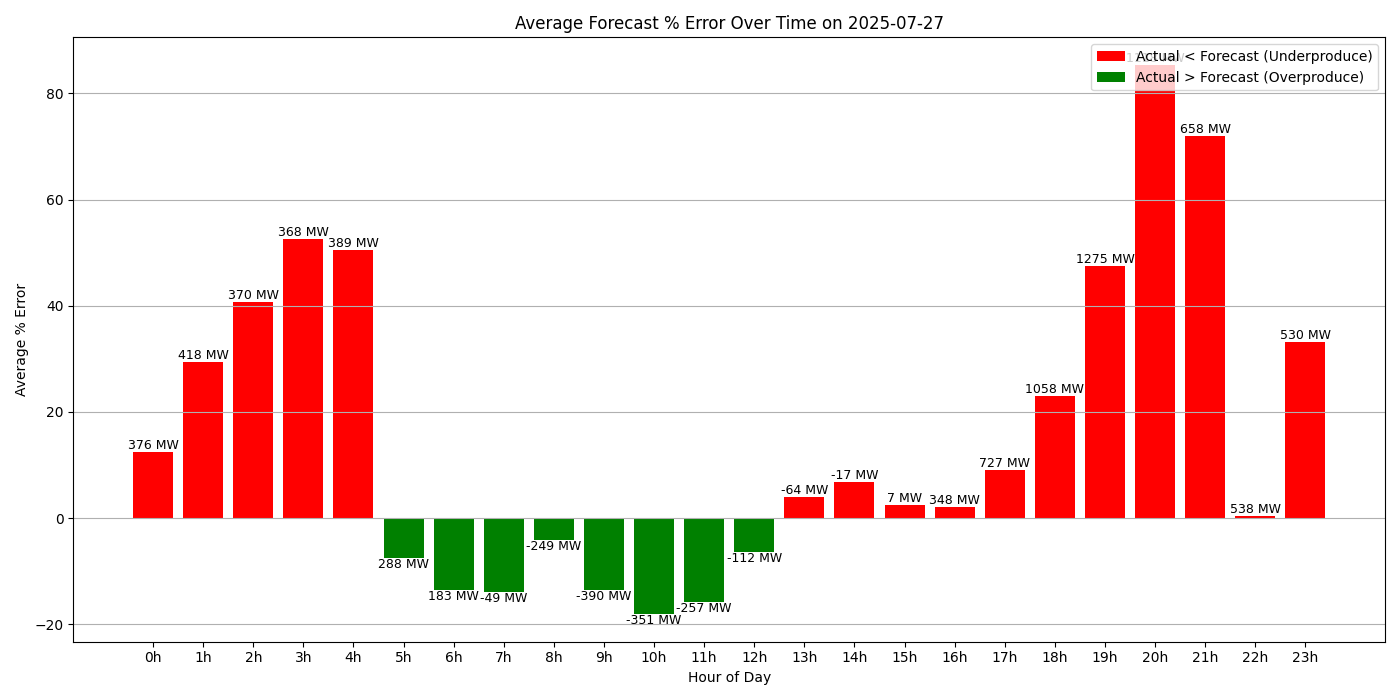 Average Forecast % Error Over Time on 2025-07-27
Actual < Forecast (Underproduce)
Actual > Forecast (Overproduce)
Average % Error
80
60
40
20
0
−20
376 MW
418 MW
370 MW
368 MW
389 MW
288 MW
183 MW
-49 MW
-249 MW
-390 MW
-351 MW
-257 MW
-112 MW
-64 MW
-17 MW
7 MW
348 MW
727 MW
1058 MW
1275 MW
658 MW
538 MW
530 MW
0h 1h 2h 3h 4h 5h 6h 7h 8h 9h 10h 11h 12h 13h 14h 15h 16h 17h 18h 19h 20h 21h 22h 23h
Hour of Day